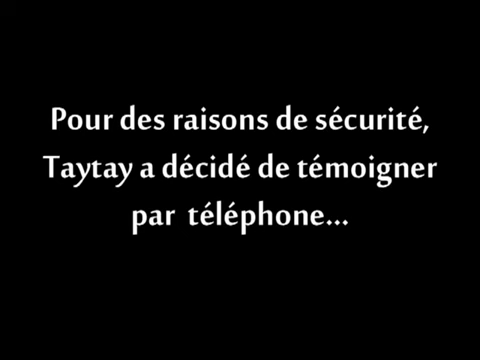 Pour des raisons de sécurité,
Taytay a décidé de témoigner
par téléphone...